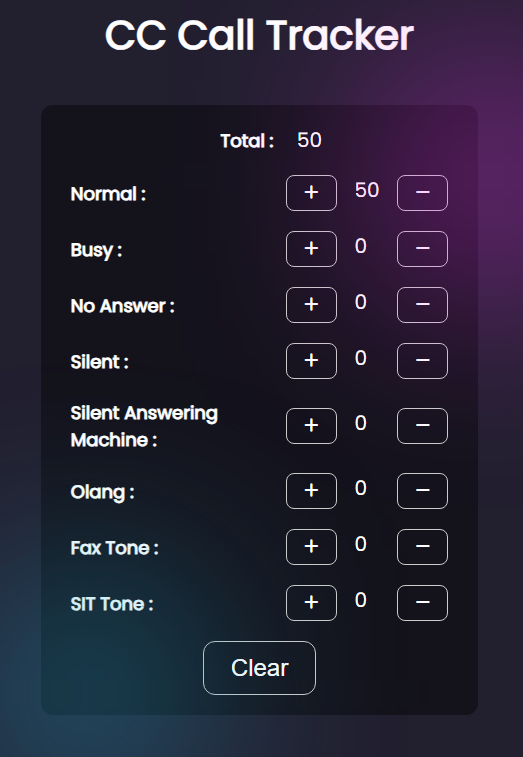 CC Call Tracker
Total : 50
Normal : + 50 −
Busy : + 0 −
No Answer : + 0 −
Silent : + 0 −
Silent Answering
Machine : + 0 −
Olang : + 0 −
Fax Tone : + 0 −
SIT Tone : + 0 −
Clear